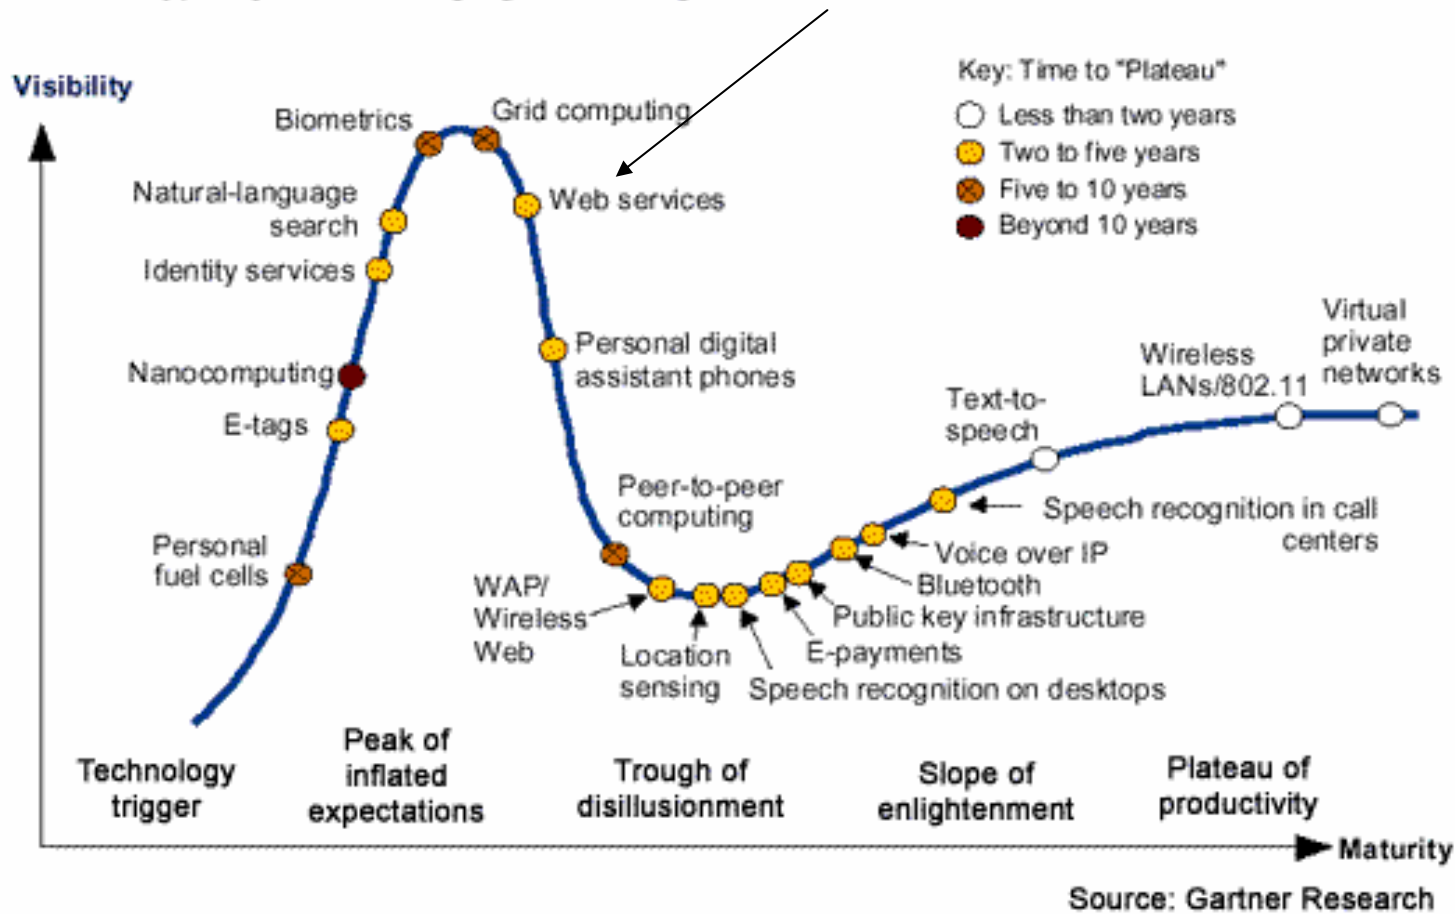 Visibility
Key: Time to "Plateau"
Less than two years
Two to five years
Five to 10 years
Beyond 10 years
Biometrics
Grid computing
Natural-language
search
Web services
Identity services
Nanocomputing
Personal digital
assistant phones
E-tags
Virtual
private
networks
Wireless
LANs/802.11
Text-to-
speech
Peer-to-peer
computing
Speech recognition in call
centers
Personal
fuel cells
Voice over IP
Bluetooth
WAP/
Wireless
Web
Public key infrastructure
E-payments
Location
sensing
Speech recognition on desktops
Technology
trigger
Peak of
inflated
expectations
Trough of
disillusionment
Slope of
enlightenment
Plateau of
productivity
Maturity
Source: Gartner Research